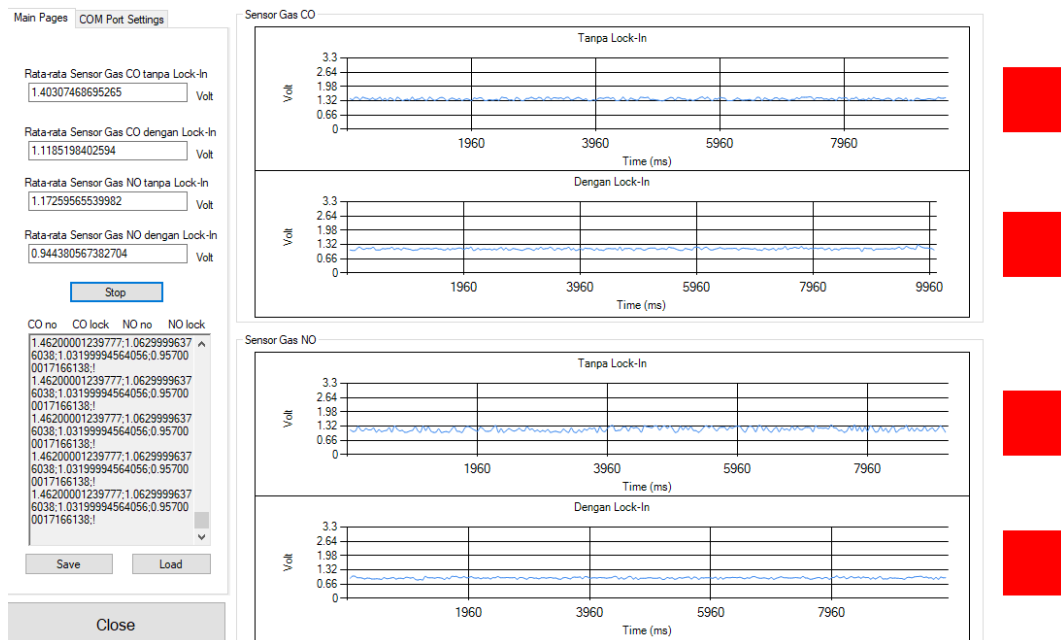 Main Pages
COM Port Settings
Rata-rata Sensor Gas CO tanpa Lock-In
1.40307468695265
Volt
Rata-rata Sensor Gas CO dengan Lock-In
1.1185198402594
Volt
Rata-rata Sensor Gas NO tanpa Lock-In
1.17259565539982
Volt
Rata-rata Sensor Gas NO dengan Lock-In
0.944380567382704
Volt
Stop
CO no CO lock NO no NO lock
1.46200001239777;1.0629999637
6038;1.03199994564056;0.95700
0017166138;!
1.46200001239777;1.0629999637
6038;1.03199994564056;0.95700
0017166138;!
1.46200001239777;1.0629999637
6038;1.03199994564056;0.95700
0017166138;!
1.46200001239777;1.0629999637
6038;1.03199994564056;0.95700
0017166138;!
1.46200001239777;1.0629999637
6038;1.03199994564056;0.95700
0017166138;!
Save
Load
Close
Sensor Gas CO
Tanpa Lock-In
Volt
3.3
2.64
1.98
1.32
0.66
0
1960 3960 5960 7960
Time (ms)
Dengan Lock-In
Volt
3.3
2.64
1.98
1.32
0.66
0
1960 3960 5960 7960 9960
Time (ms)
Sensor Gas NO
Tanpa Lock-In
Volt
3.3
2.64
1.98
1.32
0.66
0
1960 3960 5960 7960
Time (ms)
Dengan Lock-In
Volt
3.3
2.64
1.98
1.32
0.66
0
1960 3960 5960 7960
Time (ms)